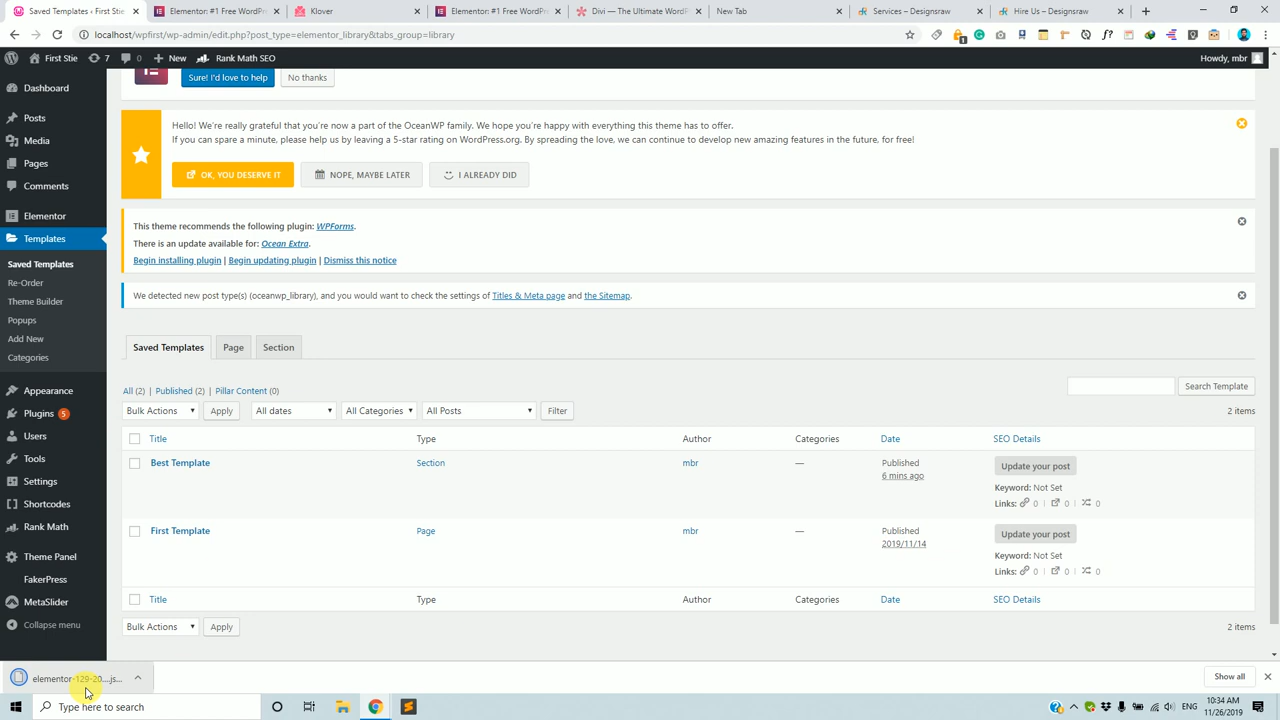 Saved Templates ‹ First Stie
Elementor: #1 Free WordPr
Klover
Elementor: #1 Free WordPr
Divi — The Ultimate WordPr
New Tab
Services – Designsraw
Hire Us – Designsraw
localhost/wpfirst/wp-admin/edit.php?post_type=elementor_library&tabs_group=library
First Stie
7
0
New
Rank Math SEO
Howdy, mbr
Dashboard
Posts
Media
Pages
Comments
Elementor
Templates
Saved Templates
Re-Order
Theme Builder
Popups
Add New
Categories
Appearance
Plugins 5
Users
Tools
Settings
Shortcodes
Rank Math
Theme Panel
FakerPress
MetaSlider
Collapse menu
Sure! I'd love to help
No thanks
Hello! We're really grateful that you're now a part of the OceanWP family. We hope you're happy with everything this theme has to offer.
If you can spare a minute, please help us by leaving a 5-star rating on WordPress.org. By spreading the love, we can continue to develop new amazing features in the future, for free!
OK, YOU DESERVE IT
NOPE, MAYBE LATER
I ALREADY DID
This theme recommends the following plugin: WPForms.
There is an update available for: Ocean Extra.
Begin installing plugin | Begin updating plugin | Dismiss this notice
We detected new post type(s) (oceanwp_library), and you would want to check the settings of Titles & Meta page and the Sitemap.
Saved Templates
Page
Section
All (2) | Published (2) | Pillar Content (0)
Search Template
Bulk Actions
Apply
All dates
All Categories
All Posts
Filter
2 items
Title
Type
Author
Categories
Date
SEO Details
Best Template
Section
mbr
—
Published
6 mins ago
Update your post
Keyword: Not Set
Links: 0 | 0 | 0
First Template
Page
mbr
—
Published
2019/11/14
Update your post
Keyword: Not Set
Links: 0 | 0 | 0
Title
Type
Author
Categories
Date
SEO Details
Bulk Actions
Apply
2 items
elementor-129-20....js...
Show all
Type here to search
ENG
10:34 AM
11/26/2019